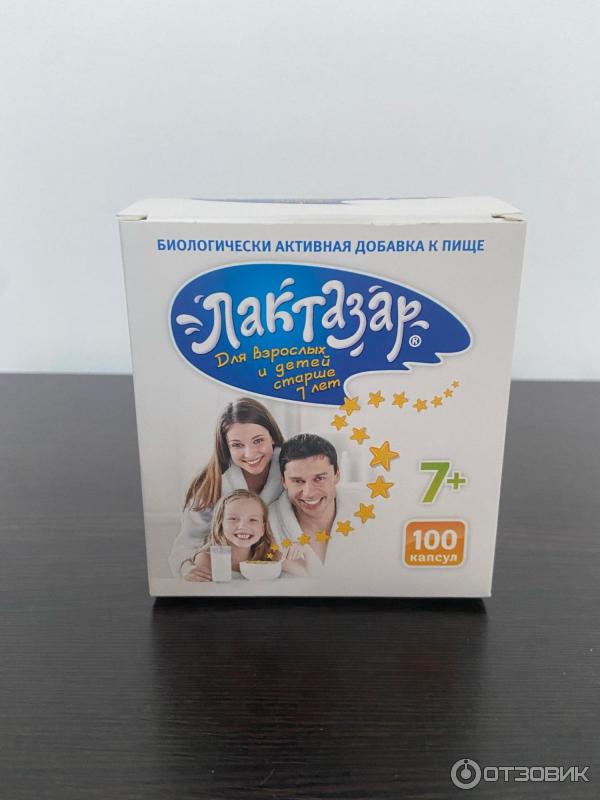 БИОЛОГИЧЕСКИ АКТИВНАЯ ДОБАВКА К ПИЩЕ
Лактазар®
Для взрослых
и детей
старше
7 лет
7+
100
капсул
ОТЗОВИК